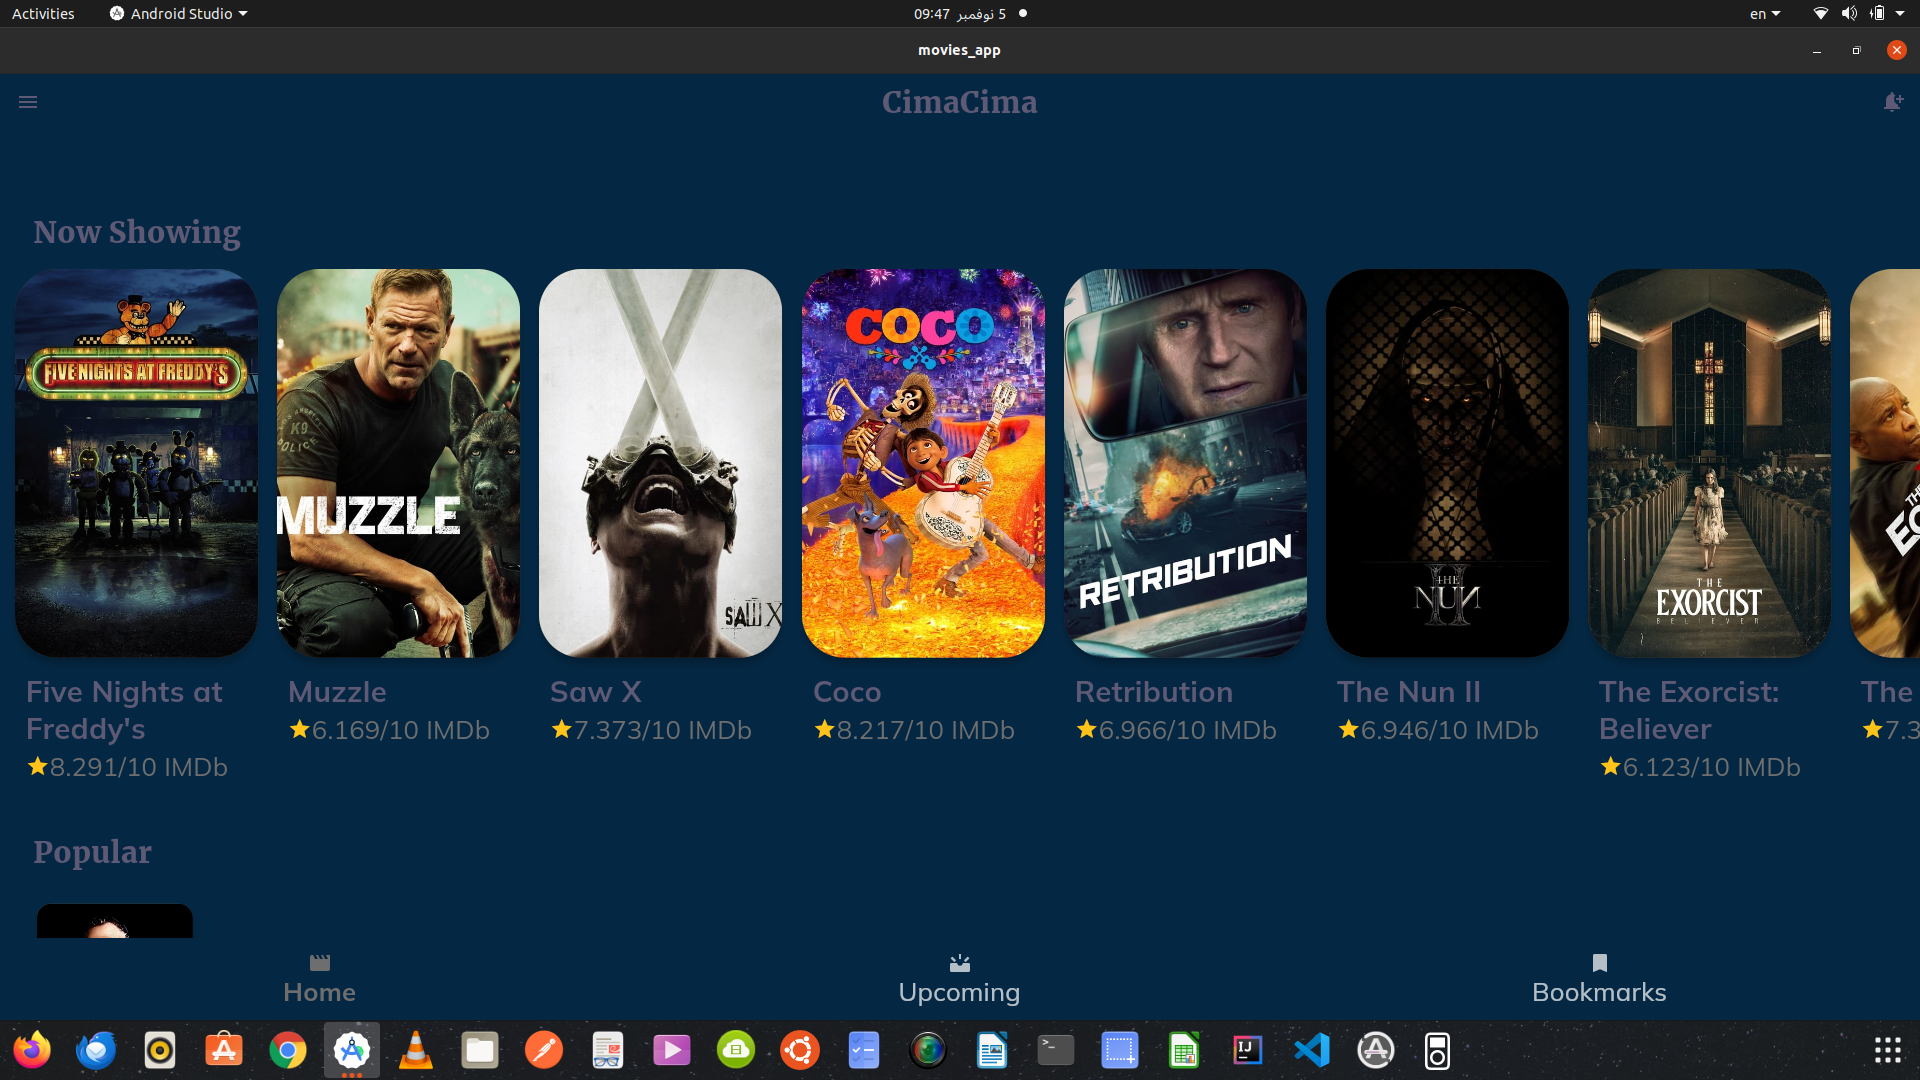 Activities
Android Studio
09:47 5 نوفمبر
en
movies_app
CimaCima
Now Showing
FIVE NIGHTS AT FREDDY'S
K9
POLICE
MUZZLE
SAW X
COCO
RETRIBUTION
THE
NUN
II
THE
EXORCIST
BELIEVER
THE
Five Nights at
Freddy's
8.291/10 IMDb
Muzzle
6.169/10 IMDb
Saw X
7.373/10 IMDb
Coco
8.217/10 IMDb
Retribution
6.966/10 IMDb
The Nun II
6.946/10 IMDb
The Exorcist:
Believer
6.123/10 IMDb
The
7.3
Popular
Home
Upcoming
Bookmarks